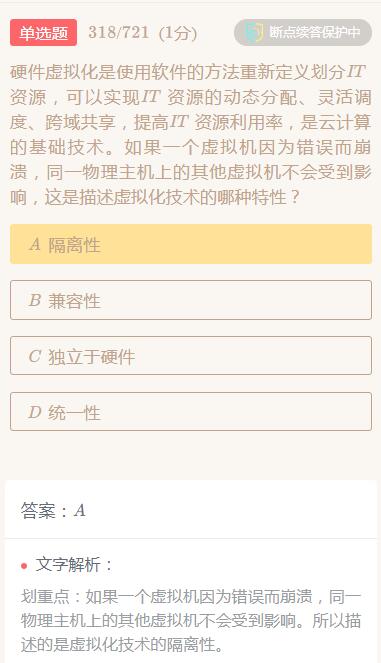 单选题 318/721 (1分) 断点续答保护中
硬件虚拟化是使用软件的方法重新定义划分IT
资源，可以实现IT 资源的动态分配、灵活调
度、跨域共享，提高IT 资源利用率，是云计算
的基础技术。如果一个虚拟机因为错误而崩
溃，同一物理主机上的其他虚拟机不会受到影
响，这是描述虚拟化技术的哪种特性？
A 隔离性
B 兼容性
C 独立于硬件
D 统一性
答案：A
文字解析：
划重点：如果一个虚拟机因为错误而崩溃，同一
物理主机上的其他虚拟机不会受到影响。所以描
述的是虚拟化技术的隔离性。